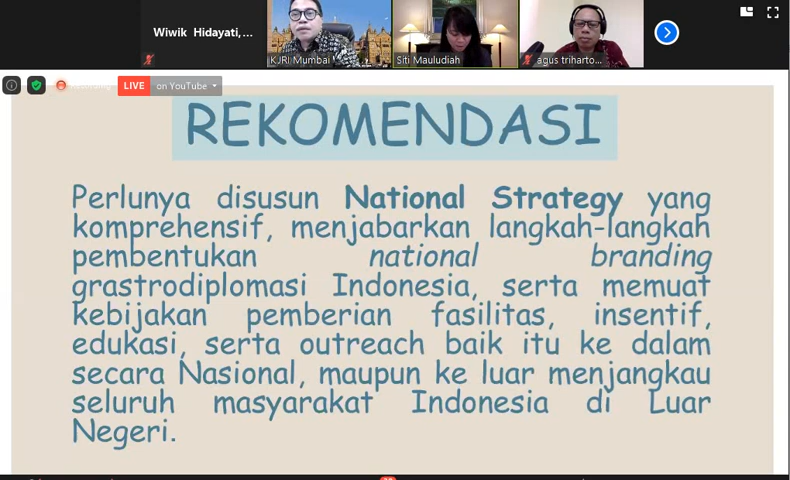 Wiwik Hidayati,...
KJRI Mumbai
Siti Mauludiah
agus triharto...
LIVE on YouTube
REKOMENDASI
Perlunya disusun National Strategy yang
komprehensif, menjabarkan langkah-langkah
pembentukan national branding
grastrodiplomasi Indonesia, serta memuat
kebijakan pemberian fasilitas, insentif,
edukasi, serta outreach baik itu ke dalam
secara Nasional, maupun ke luar menjangkau
seluruh masyarakat Indonesia di Luar
Negeri.